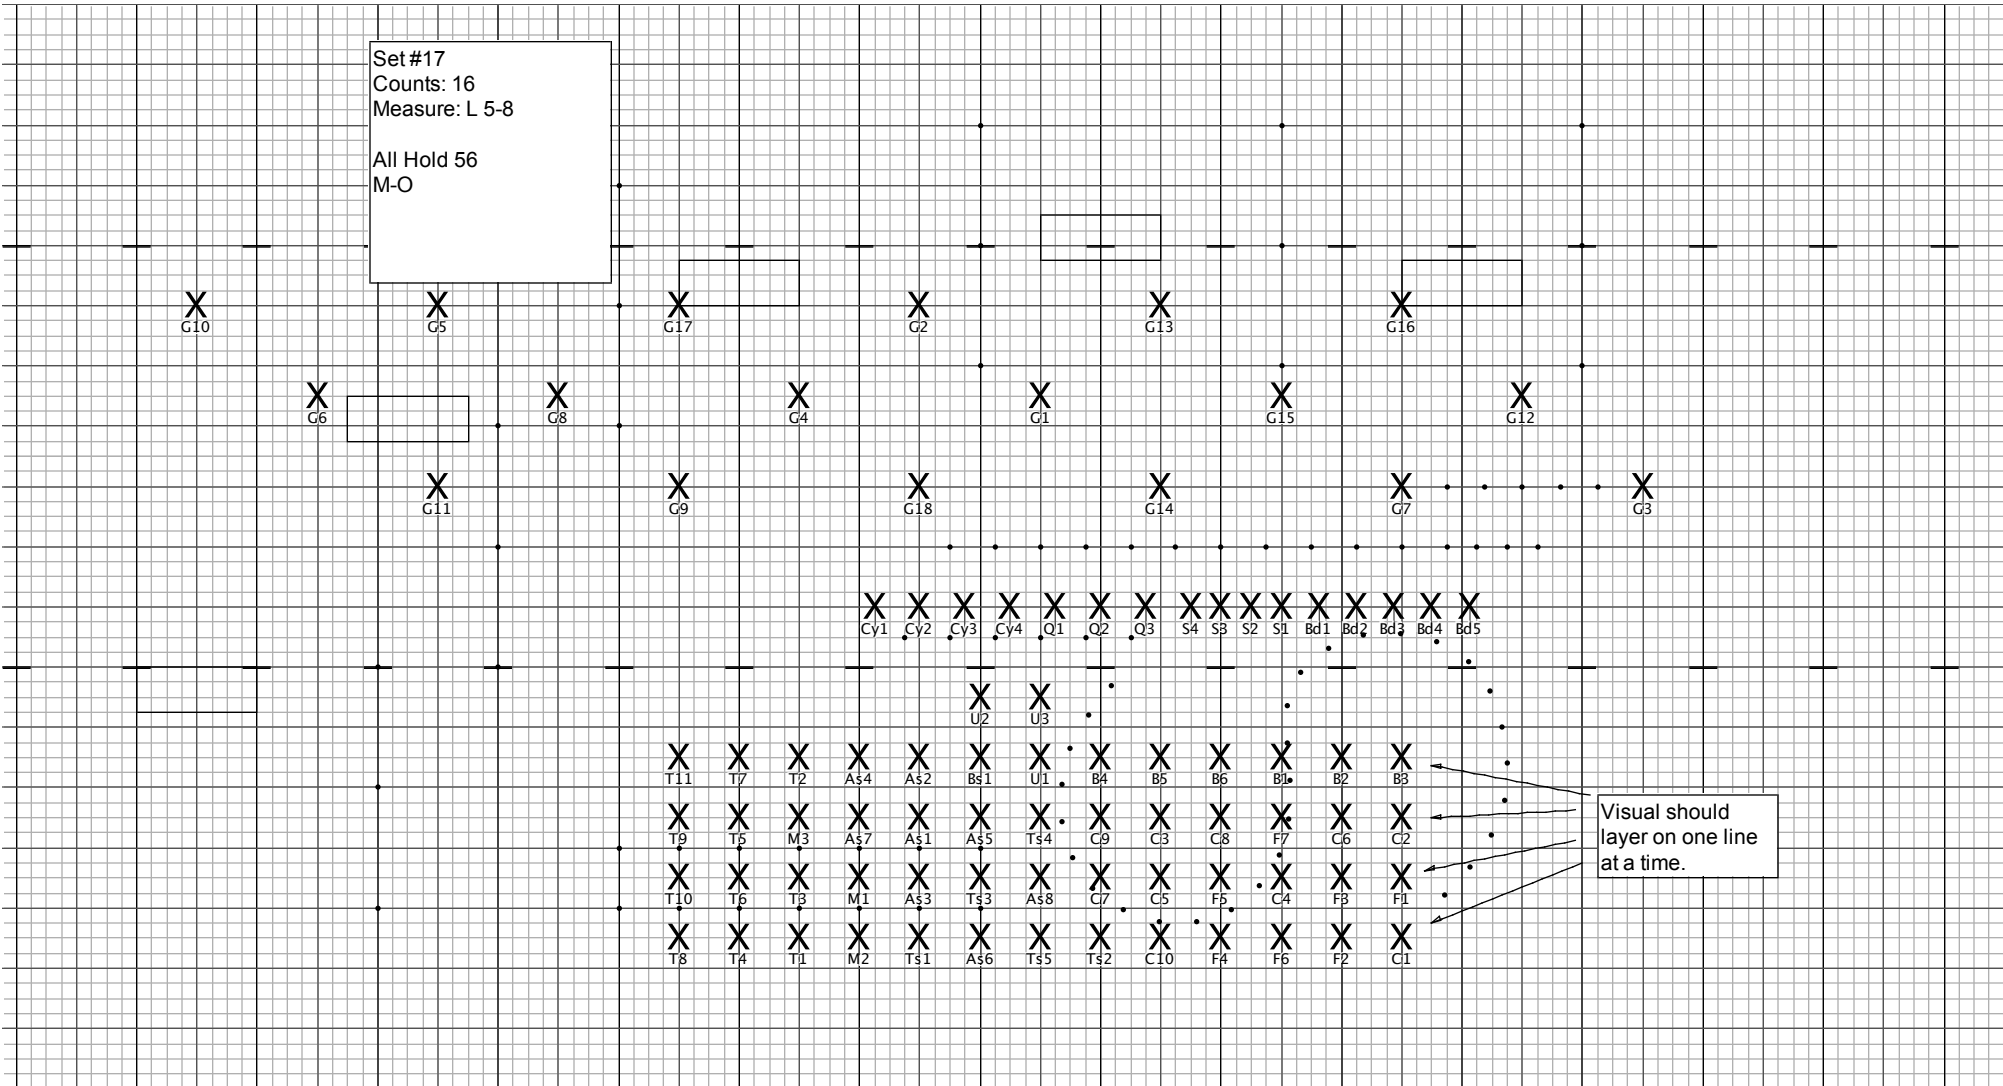 Set #17
Counts: 16
Measure: L 5-8
All Hold 56
M-O
G10 G5 G17 G2 G13 G16
G6 G8 G4 G1 G15 G12
G11 G9 G18 G14 G7 G3
Cy1 Cy2 Cy3 Cy4 Q1 Q2 Q3 S4 S3 S2 S1 Bd1 Bd2 Bd3 Bd4 Bd5
U2 U3
T11 T7 T2 As4 As2 Bs1 U1 B4 B5 B6 B1 B2 B3
T9 T5 M3 As7 As1 As5 Ts4 C9 C3 C8 F7 C6 C2
T10 T6 T3 M1 As3 Ts3 As8 C7 C5 F5 C4 F3 F1
T8 T4 T1 M2 Ts1 As6 Ts5 Ts2 C10 F4 F6 F2 C1
Visual should
layer on one line
at a time.